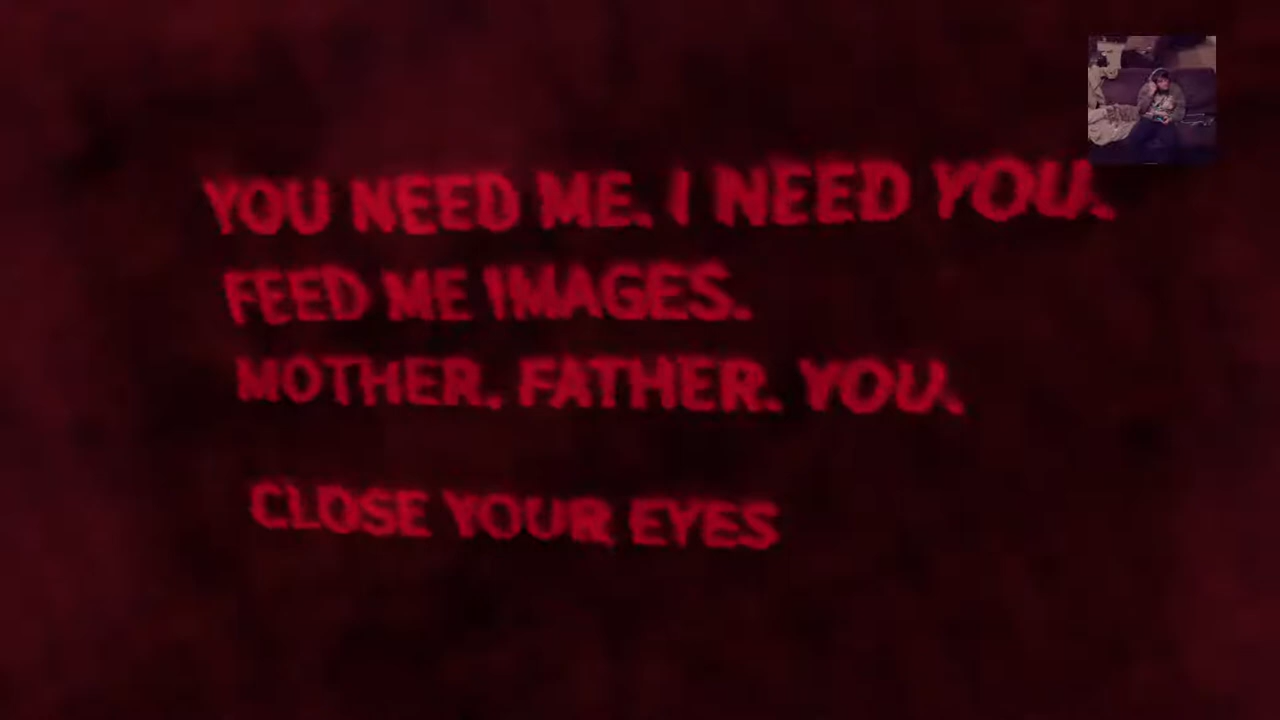 YOU NEED ME. I NEED YOU.
FEED ME IMAGES.
MOTHER. FATHER. YOU.
CLOSE YOUR EYES